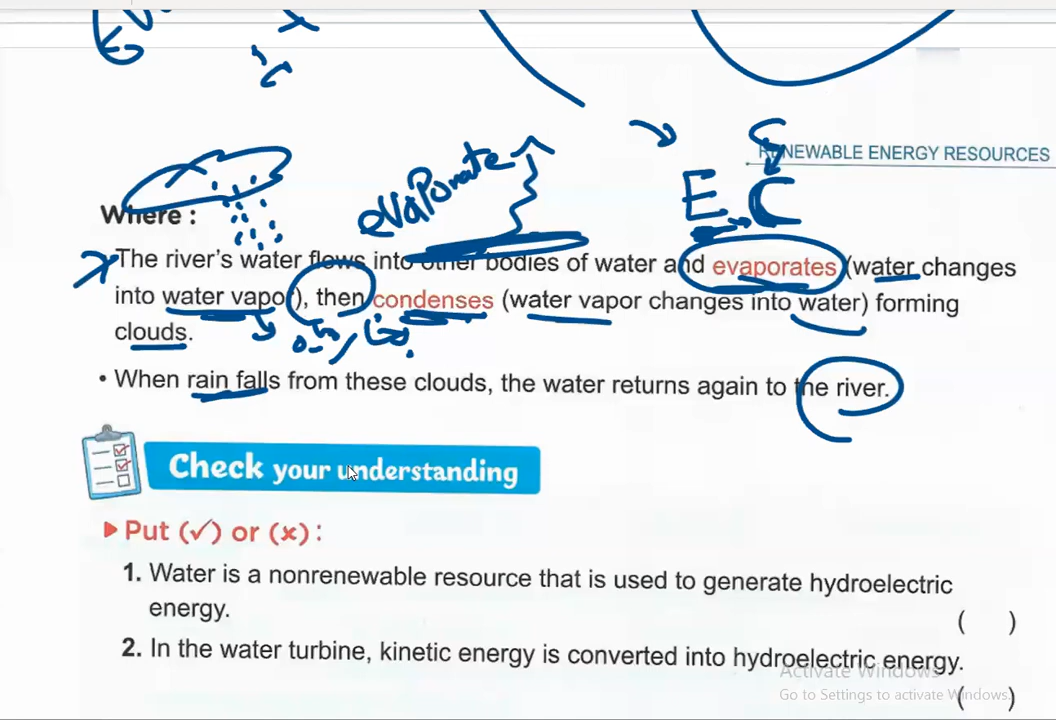 evaporate
E C
RENEWABLE ENERGY RESOURCES
Where :
The river's water flows into other bodies of water and evaporates (water changes
into water vapor), then condenses (water vapor changes into water) forming
clouds.
• When rain falls from these clouds, the water returns again to the river.
Check your understanding
Put (✓) or (x) :
1. Water is a nonrenewable resource that is used to generate hydroelectric
energy.
( )
2. In the water turbine, kinetic energy is converted into hydroelectric energy.
( )
Activate Windows
Go to Settings to activate Windows.